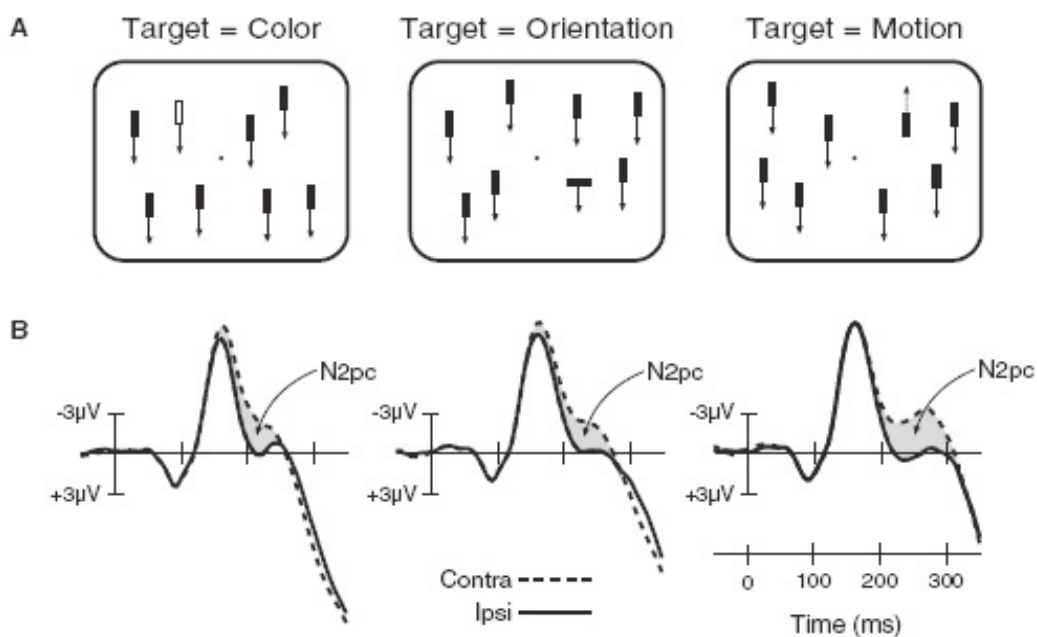 A
Target = Color
Target = Orientation
Target = Motion
B
N2pc
N2pc
N2pc
-3µV
-3µV
-3µV
+3µV
+3µV
+3µV
Contra
Ipsi
0 100 200 300
Time (ms)